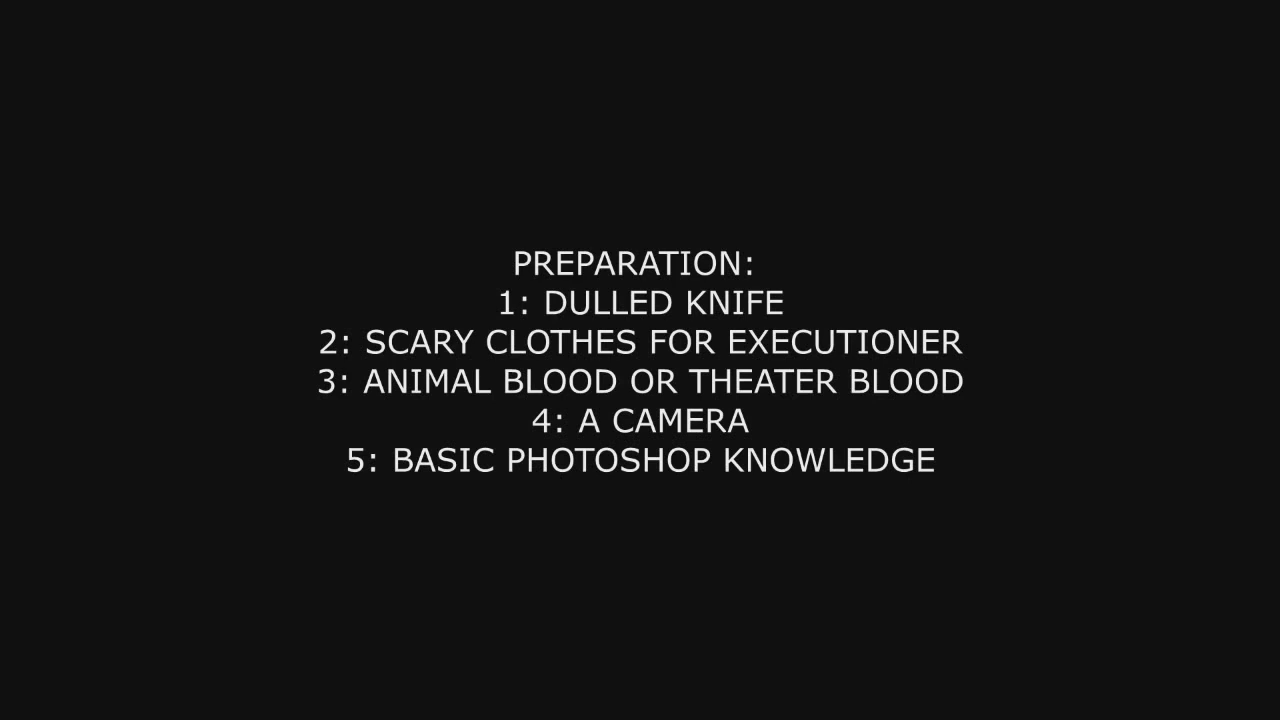 PREPARATION:
1: DULLED KNIFE
2: SCARY CLOTHES FOR EXECUTIONER
3: ANIMAL BLOOD OR THEATER BLOOD
4: A CAMERA
5: BASIC PHOTOSHOP KNOWLEDGE